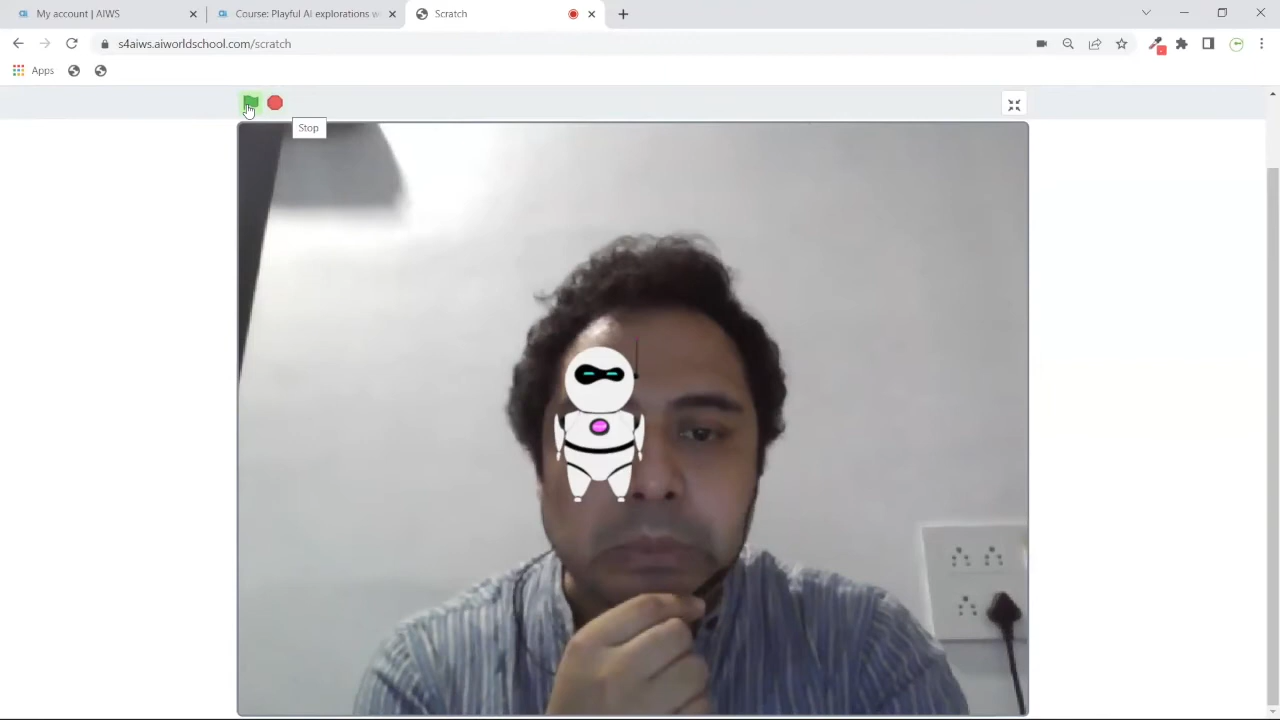 My account | AIWS
Course: Playful AI explorations w
Scratch
s4aiws.aiworldschool.com/scratch
Apps
Stop